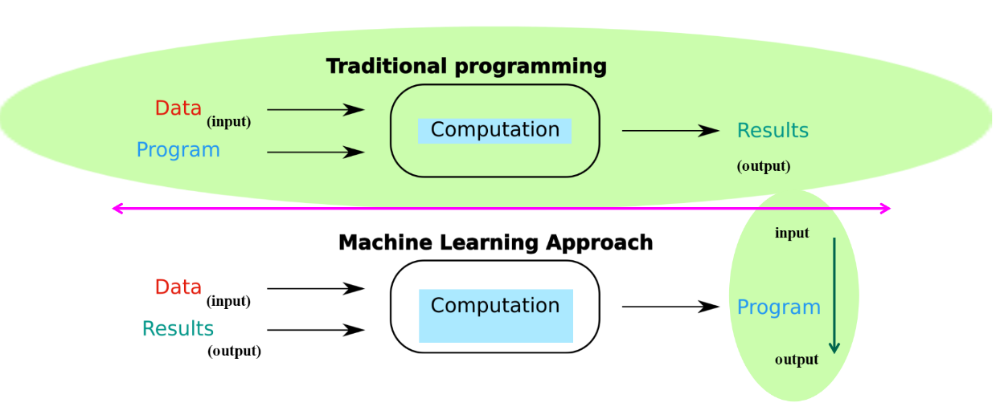 Traditional programming
Data (input)
Program
Computation
Results
(output)
Machine Learning Approach
Data (input)
Results
(output)
Computation
input
Program
output